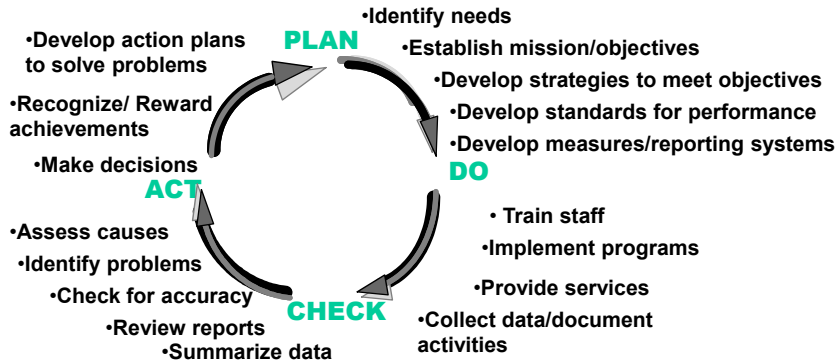 PLAN
•Identify needs
•Establish mission/objectives
•Develop strategies to meet objectives
•Develop standards for performance
•Develop measures/reporting systems
DO
• Train staff
•Implement programs
•Provide services
•Collect data/document
activities
CHECK
•Summarize data
•Review reports
•Check for accuracy
•Identify problems
•Assess causes
ACT
•Make decisions
•Recognize/ Reward
achievements
•Develop action plans
to solve problems